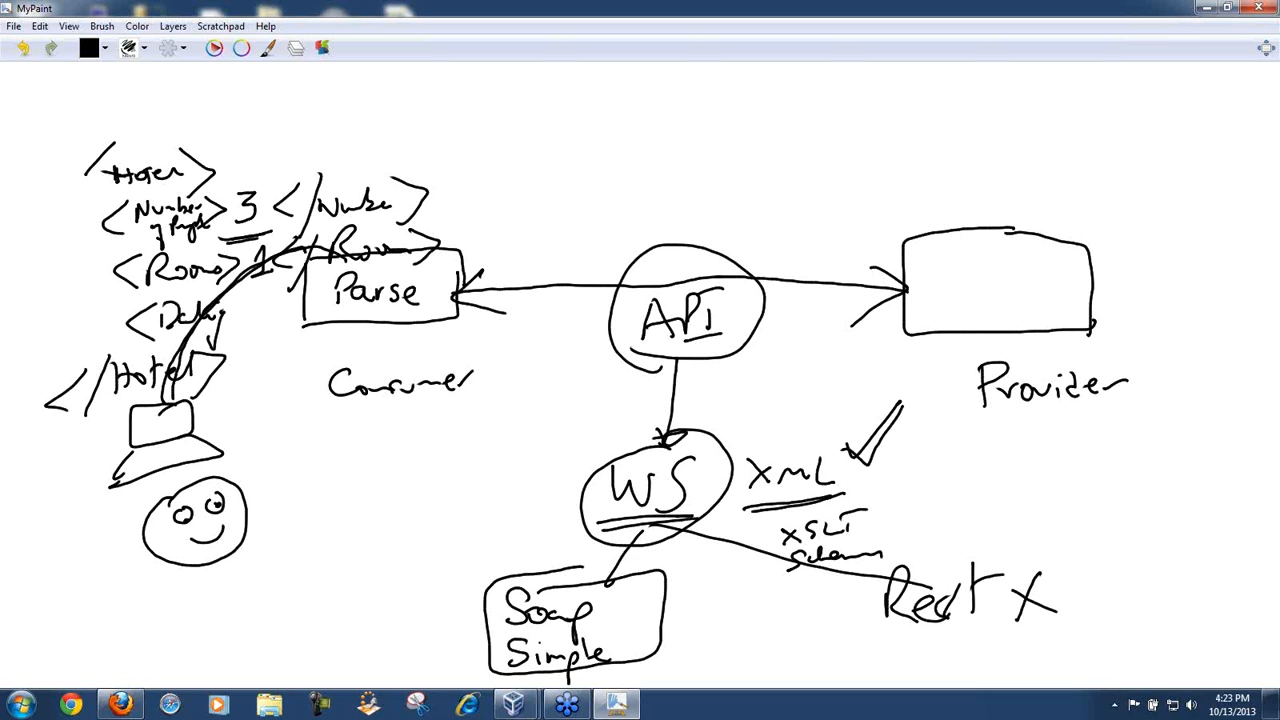 MyPaint
File Edit View Brush Color Layers Scratchpad Help
<Hotel>
<Number of People> 3 </Number>
<Room> 1 </Room>
<Date
</Hotel>
Parse
API
Consumer
Provider
WS
XML
XSLT
Schema
Rest X
Soap
Simple
4:23 PM
10/13/2013